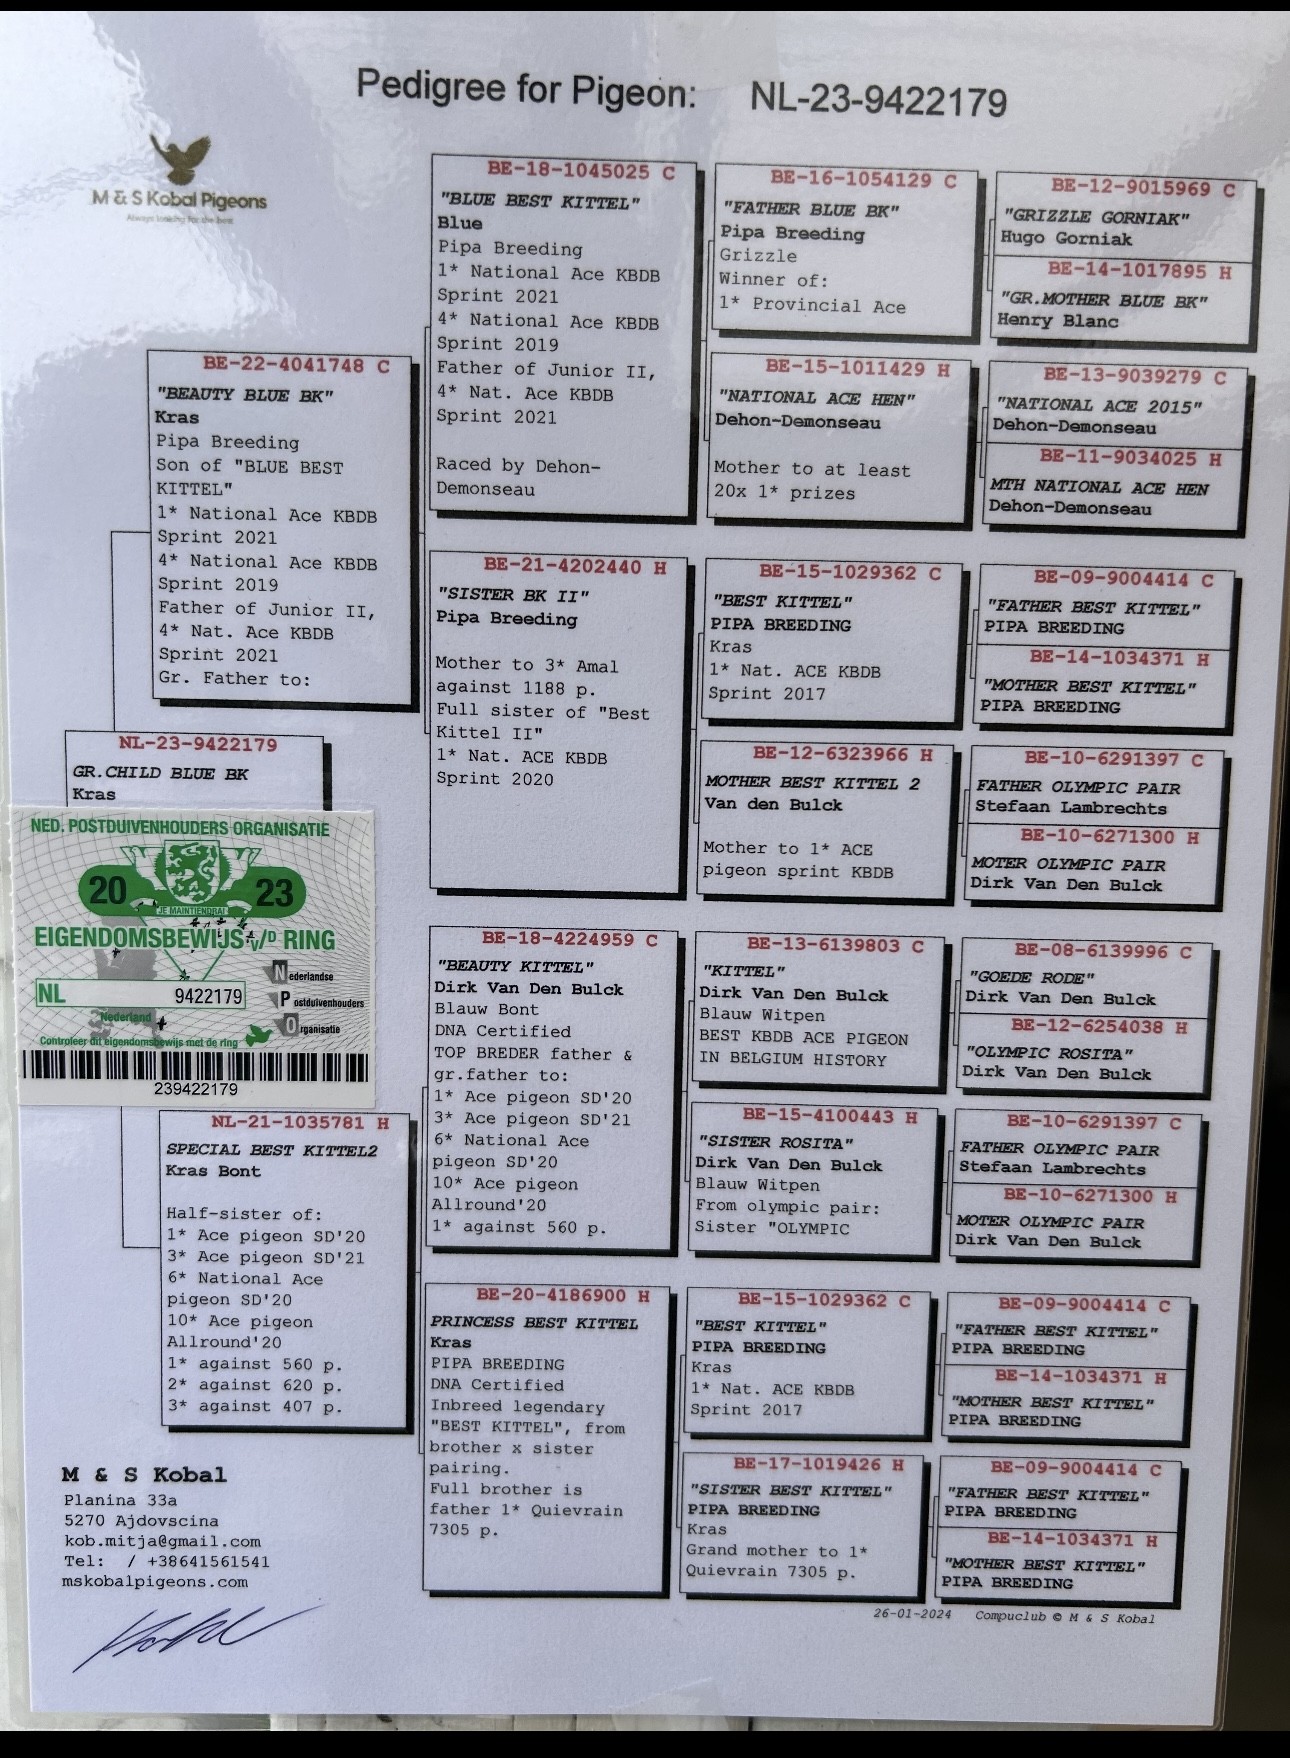 Pedigree for Pigeon: NL-23-9422179
M & S Kobal Pigeons
Always looking for the best
BE-22-4041748 C
"BEAUTY BLUE BK"
Kras
Pipa Breeding
Son of "BLUE BEST
KITTEL"
1* National Ace KBDB
Sprint 2021
4* National Ace KBDB
Sprint 2019
Father of Junior II,
4* Nat. Ace KBDB
Sprint 2021
Gr. Father to:
NL-23-9422179
GR.CHILD BLUE BK
Kras
NED. POSTDUIVENHOUDERS ORGANISATIE
20 23
JE MAINTIENDRAI
EIGENDOMSBEWIJS v/D RING
NL 9422179
Nederland
Nederlandse
Postduivenhouders
Organisatie
Controleer dit eigendomsbewijs met de ring
239422179
NL-21-1035781 H
SPECIAL BEST KITTEL2
Kras Bont
Half-sister of:
1* Ace pigeon SD'20
3* Ace pigeon SD'21
6* National Ace
pigeon SD'20
10* Ace pigeon
Allround'20
1* against 560 p.
2* against 620 p.
3* against 407 p.
BE-18-1045025 C
"BLUE BEST KITTEL"
Blue
Pipa Breeding
1* National Ace KBDB
Sprint 2021
4* National Ace KBDB
Sprint 2019
Father of Junior II,
4* Nat. Ace KBDB
Sprint 2021
Raced by Dehon-
Demonseau
BE-21-4202440 H
"SISTER BK II"
Pipa Breeding
Mother to 3* Amal
against 1188 p.
Full sister of "Best
Kittel II"
1* Nat. ACE KBDB
Sprint 2020
BE-18-4224959 C
"BEAUTY KITTEL"
Dirk Van Den Bulck
Blauw Bont
DNA Certified
TOP BREDER father &
gr.father to:
1* Ace pigeon SD'20
3* Ace pigeon SD'21
6* National Ace
pigeon SD'20
10* Ace pigeon
Allround'20
1* against 560 p.
BE-20-4186900 H
PRINCESS BEST KITTEL
Kras
PIPA BREEDING
DNA Certified
Inbreed legendary
"BEST KITTEL", from
brother x sister
pairing.
Full brother is
father 1* Quievrain
7305 p.
BE-16-1054129 C
"FATHER BLUE BK"
Pipa Breeding
Grizzle
Winner of:
1* Provincial Ace
BE-15-1011429 H
"NATIONAL ACE HEN"
Dehon-Demonseau
Mother to at least
20x 1* prizes
BE-15-1029362 C
"BEST KITTEL"
PIPA BREEDING
Kras
1* Nat. ACE KBDB
Sprint 2017
BE-12-6323966 H
MOTHER BEST KITTEL 2
Van den Bulck
Mother to 1* ACE
pigeon sprint KBDB
BE-13-6139803 C
"KITTEL"
Dirk Van Den Bulck
Blauw Witpen
BEST KBDB ACE PIGEON
IN BELGIUM HISTORY
BE-15-4100443 H
"SISTER ROSITA"
Dirk Van Den Bulck
Blauw Witpen
From olympic pair:
Sister "OLYMPIC
BE-15-1029362 C
"BEST KITTEL"
PIPA BREEDING
Kras
1* Nat. ACE KBDB
Sprint 2017
BE-17-1019426 H
"SISTER BEST KITTEL"
PIPA BREEDING
Kras
Grand mother to 1*
Quievrain 7305 p.
BE-12-9015969 C
"GRIZZLE GORNIAK"
Hugo Gorniak
BE-14-1017895 H
"GR.MOTHER BLUE BK"
Henry Blanc
BE-13-9039279 C
"NATIONAL ACE 2015"
Dehon-Demonseau
BE-11-9034025 H
MTH NATIONAL ACE HEN
Dehon-Demonseau
BE-09-9004414 C
"FATHER BEST KITTEL"
PIPA BREEDING
BE-14-1034371 H
"MOTHER BEST KITTEL"
PIPA BREEDING
BE-10-6291397 C
FATHER OLYMPIC PAIR
Stefaan Lambrechts
BE-10-6271300 H
MOTER OLYMPIC PAIR
Dirk Van Den Bulck
BE-08-6139996 C
"GOEDE RODE"
Dirk Van Den Bulck
BE-12-6254038 H
"OLYMPIC ROSITA"
Dirk Van Den Bulck
BE-10-6291397 C
FATHER OLYMPIC PAIR
Stefaan Lambrechts
BE-10-6271300 H
MOTER OLYMPIC PAIR
Dirk Van Den Bulck
BE-09-9004414 C
"FATHER BEST KITTEL"
PIPA BREEDING
BE-14-1034371 H
"MOTHER BEST KITTEL"
PIPA BREEDING
BE-09-9004414 C
"FATHER BEST KITTEL"
PIPA BREEDING
BE-14-1034371 H
"MOTHER BEST KITTEL"
PIPA BREEDING
M & S Kobal
Planina 33a
5270 Ajdovscina
kob.mitja@gmail.com
Tel: / +38641561541
mskobalpigeons.com
26-01-2024 Compuclub © M & S Kobal